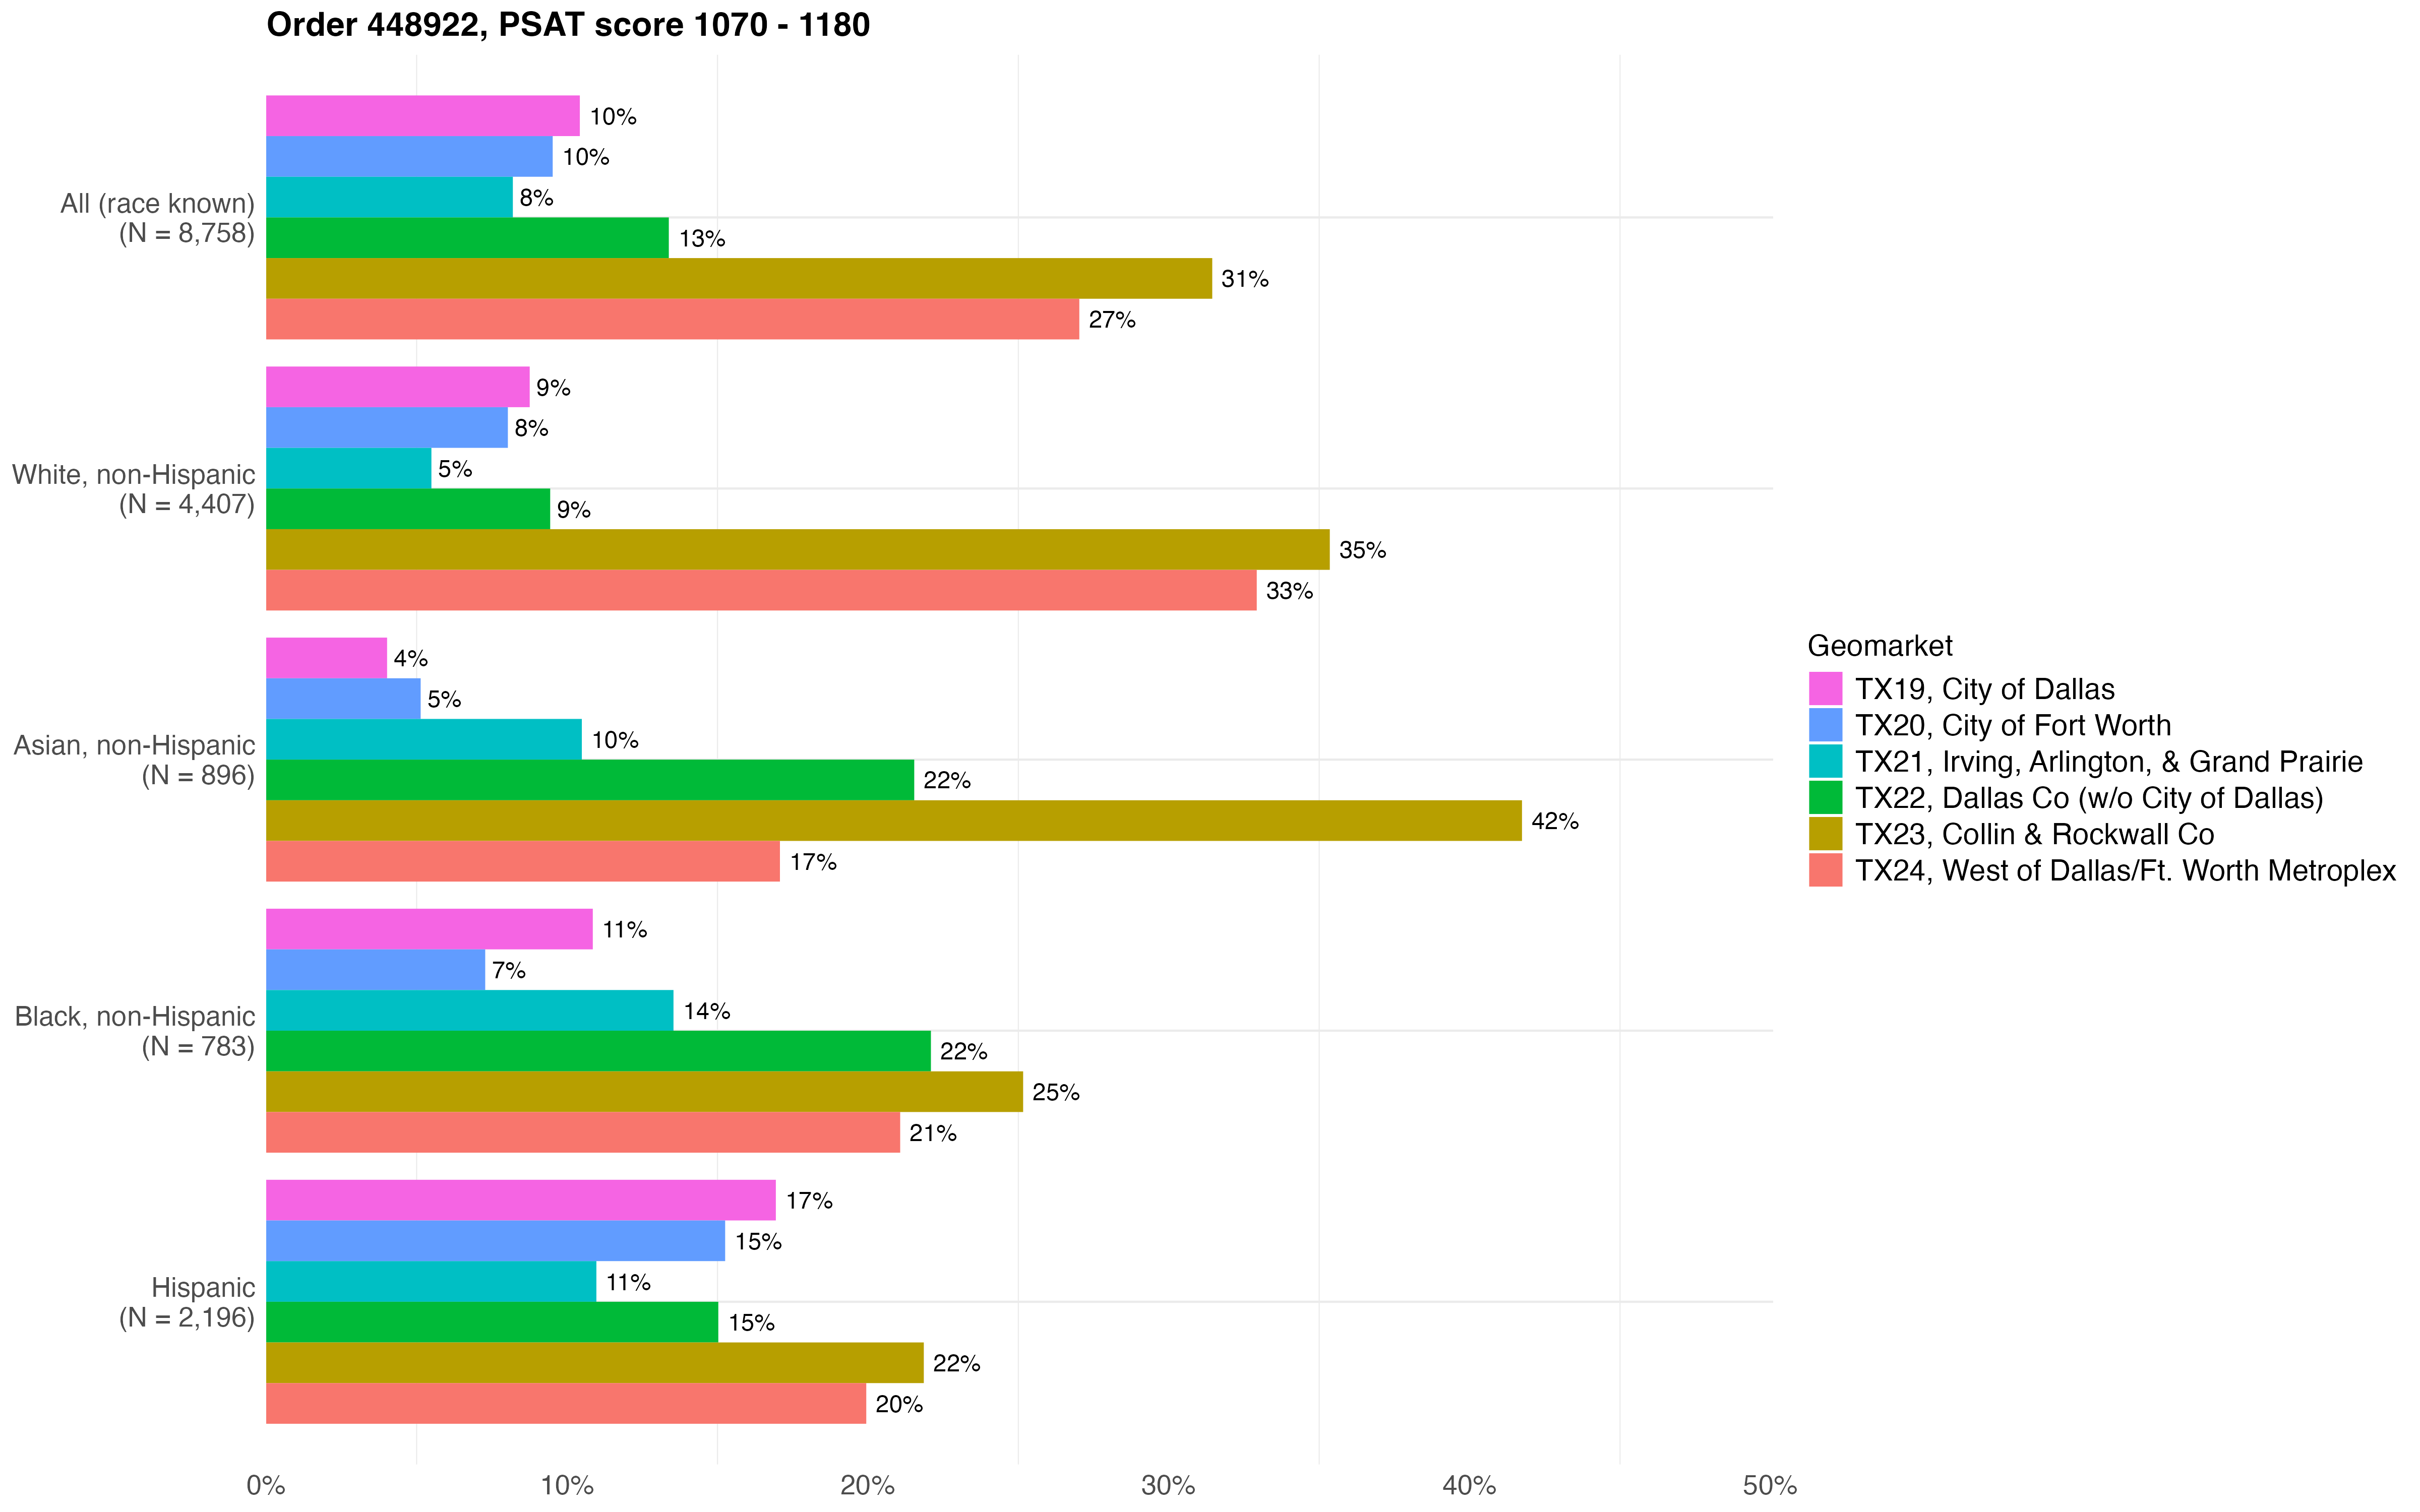 Order 448922, PSAT score 1070 - 1180
All (race known)
(N = 8,758)
10%
10%
8%
13%
31%
27%
White, non-Hispanic
(N = 4,407)
9%
8%
5%
9%
35%
33%
Asian, non-Hispanic
(N = 896)
4%
5%
10%
22%
42%
17%
Black, non-Hispanic
(N = 783)
11%
7%
14%
22%
25%
21%
Hispanic
(N = 2,196)
17%
15%
11%
15%
22%
20%
0% 10% 20% 30% 40% 50%
Geomarket
TX19, City of Dallas
TX20, City of Fort Worth
TX21, Irving, Arlington, & Grand Prairie
TX22, Dallas Co (w/o City of Dallas)
TX23, Collin & Rockwall Co
TX24, West of Dallas/Ft. Worth Metroplex